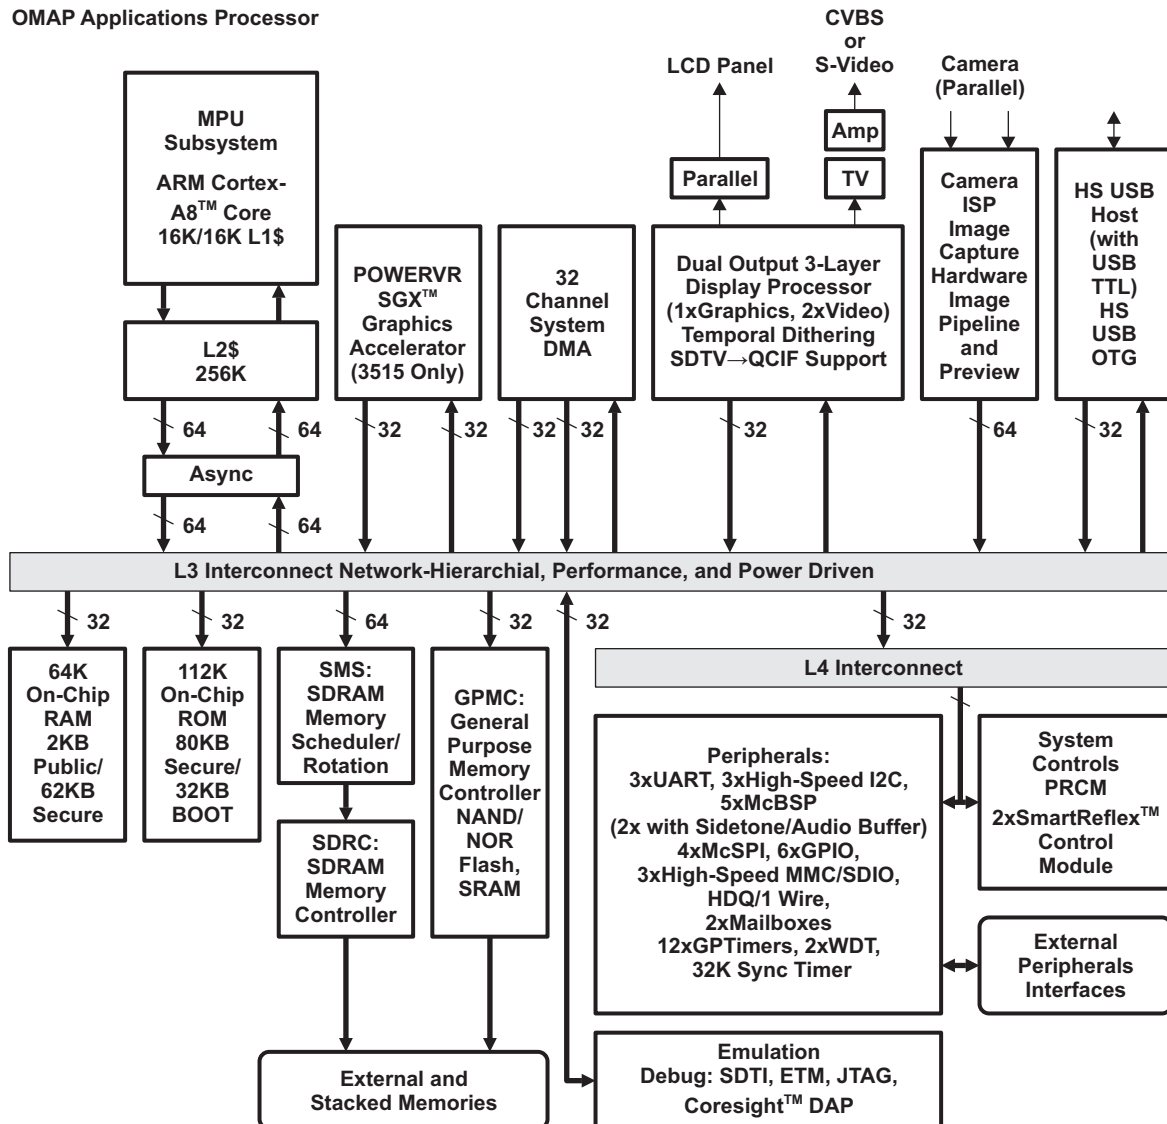 OMAP Applications Processor
CVBS
or
S-Video
LCD Panel
Camera
(Parallel)
Amp
Parallel
TV
MPU
Subsystem
ARM Cortex-
A8™ Core
16K/16K L1$
L2$
256K
64
64
Async
64
64
POWERVR
SGX™
Graphics
Accelerator
(3515 Only)
32
32
32
Channel
System
DMA
32
32
Dual Output 3-Layer
Display Processor
(1xGraphics, 2xVideo)
Temporal Dithering
SDTV→QCIF Support
32
Camera
ISP
Image
Capture
Hardware
Image
Pipeline
and
Preview
64
HS USB
Host
(with
USB
TTL)
HS
USB
OTG
32
L3 Interconnect Network-Hierarchial, Performance, and Power Driven
32
32
64
32
32
32
64K
On-Chip
RAM
2KB
Public/
62KB
Secure
112K
On-Chip
ROM
80KB
Secure/
32KB
BOOT
SMS:
SDRAM
Memory
Scheduler/
Rotation
SDRC:
SDRAM
Memory
Controller
GPMC:
General
Purpose
Memory
Controller
NAND/
NOR
Flash,
SRAM
L4 Interconnect
Peripherals:
3xUART, 3xHigh-Speed I2C,
5xMcBSP
(2x with Sidetone/Audio Buffer)
4xMcSPI, 6xGPIO,
3xHigh-Speed MMC/SDIO,
HDQ/1 Wire,
2xMailboxes
12xGPTimers, 2xWDT,
32K Sync Timer
System
Controls
PRCM
2xSmartReflex™
Control
Module
External
Peripherals
Interfaces
External and
Stacked Memories
Emulation
Debug: SDTI, ETM, JTAG,
Coresight™ DAP